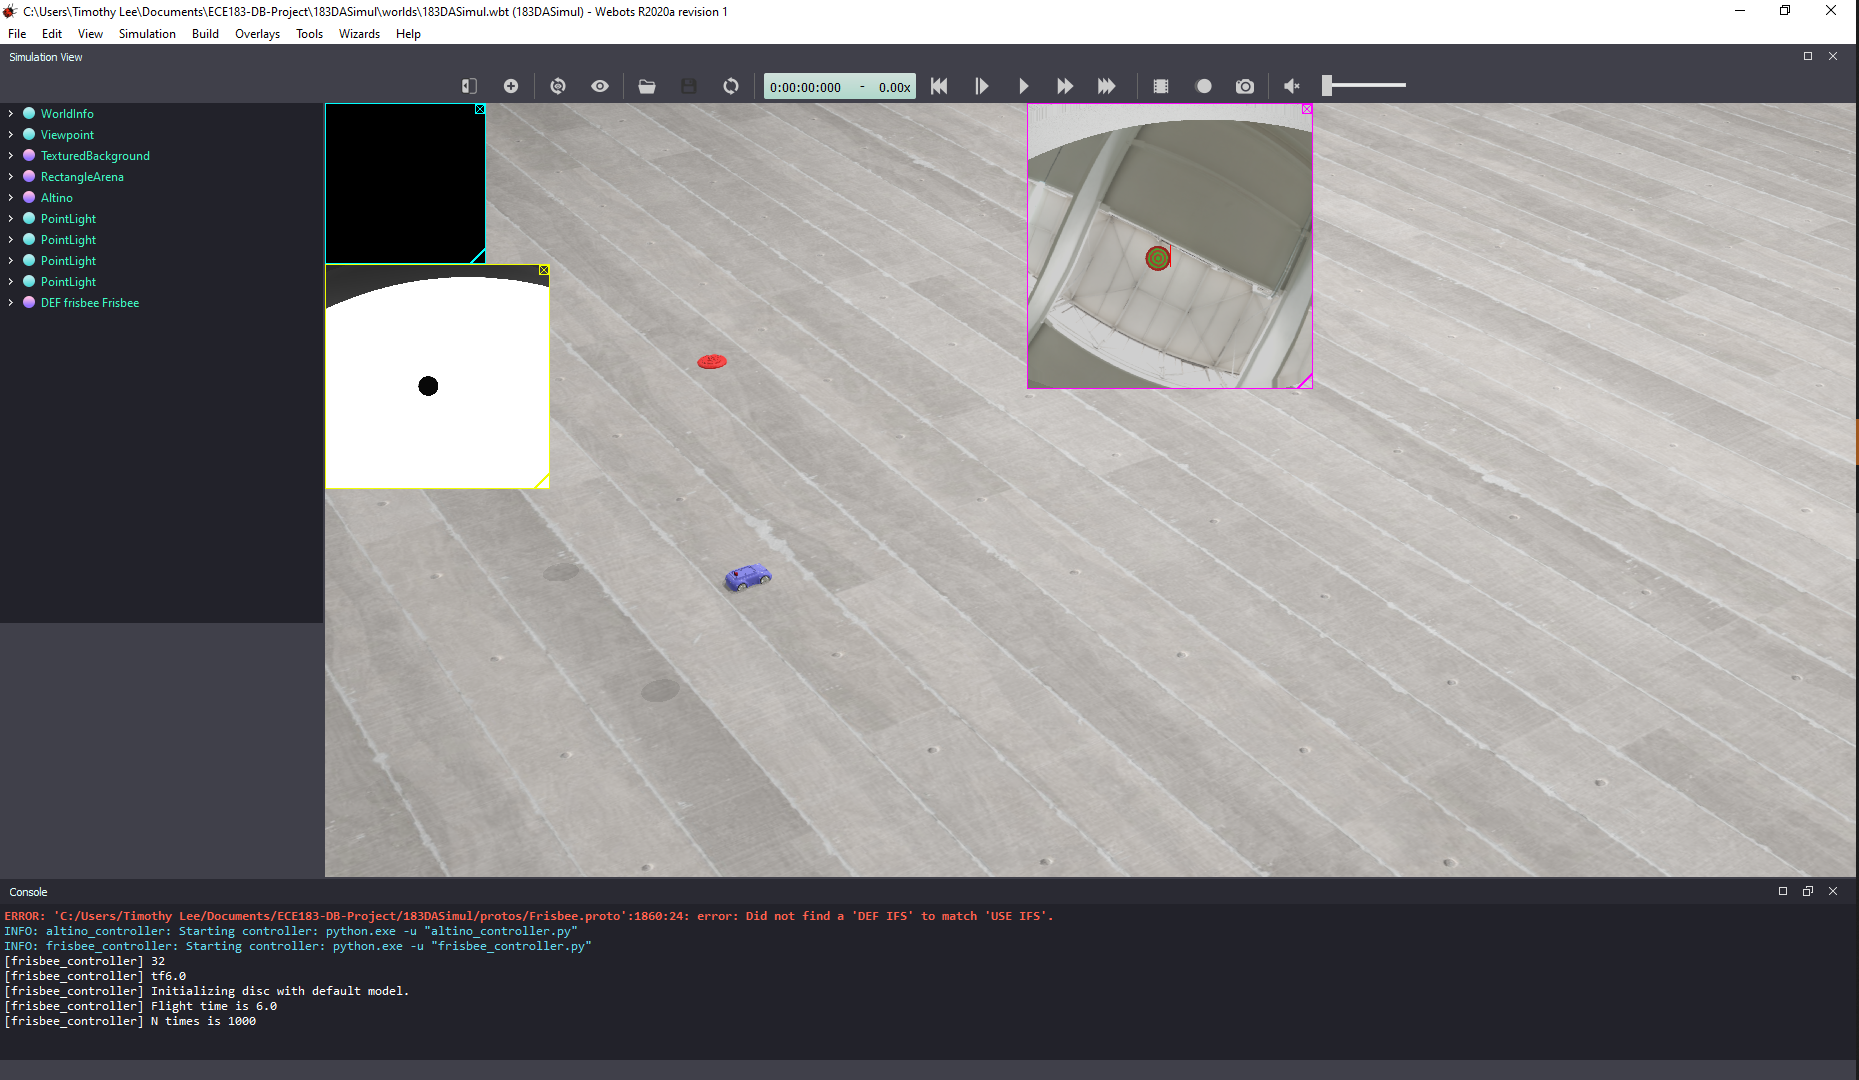 C:\Users\Timothy Lee\Documents\ECE183-DB-Project\183DASimul\worlds\183DASimul.wbt (183DASimul) - Webots R2020a revision 1
File Edit View Simulation Build Overlays Tools Wizards Help
Simulation View
0:00:00:000 - 0.00x
WorldInfo
Viewpoint
TexturedBackground
RectangleArena
Altino
PointLight
PointLight
PointLight
PointLight
DEF frisbee Frisbee
Console
ERROR: 'C:/Users/Timothy Lee/Documents/ECE183-DB-Project/183DASimul/protos/Frisbee.proto':1860:24: error: Did not find a 'DEF IFS' to match 'USE IFS'.
INFO: altino_controller: Starting controller: python.exe -u "altino_controller.py"
INFO: frisbee_controller: Starting controller: python.exe -u "frisbee_controller.py"
[frisbee_controller] 32
[frisbee_controller] tf6.0
[frisbee_controller] Initializing disc with default model.
[frisbee_controller] Flight time is 6.0
[frisbee_controller] N times is 1000